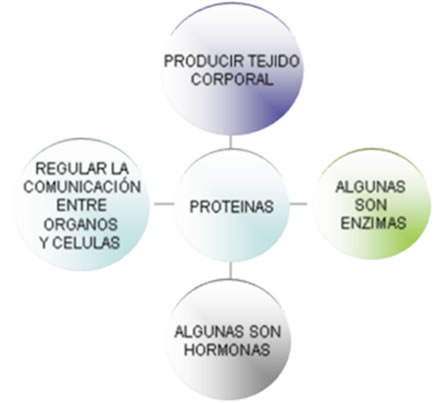 PRODUCIR TEJIDO
CORPORAL
REGULAR LA
COMUNICACIÓN
ENTRE
ORGANOS
Y CELULAS
PROTEINAS
ALGUNAS
SON
ENZIMAS
ALGUNAS SON
HORMONAS